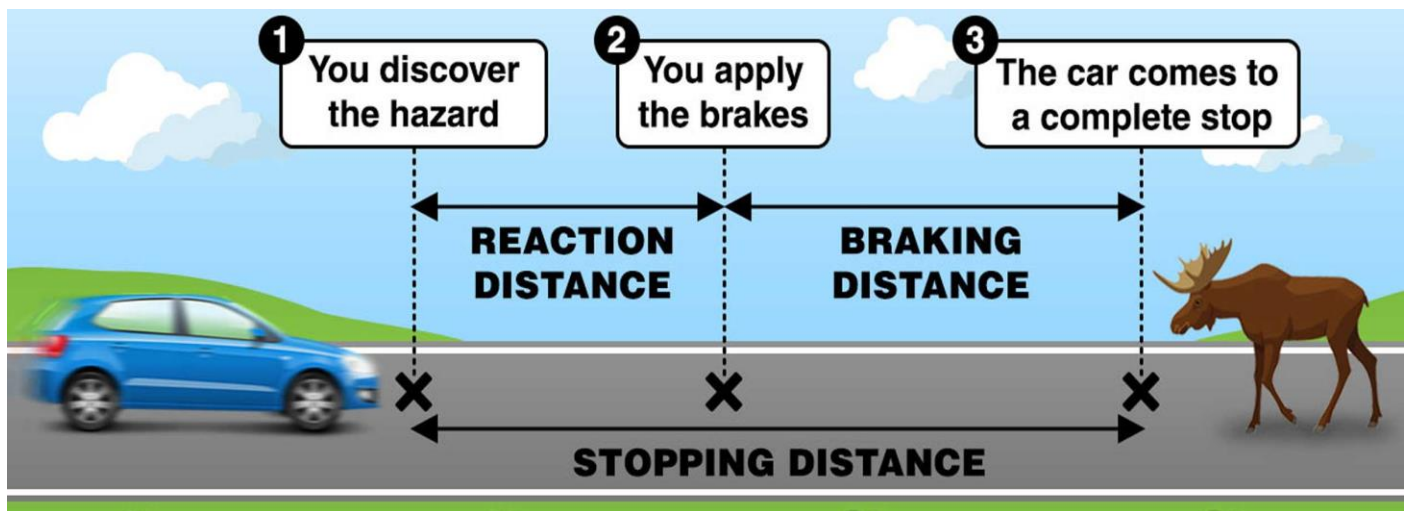 1
You discover
the hazard
2
You apply
the brakes
3
The car comes to
a complete stop
REACTION
DISTANCE
BRAKING
DISTANCE
STOPPING DISTANCE